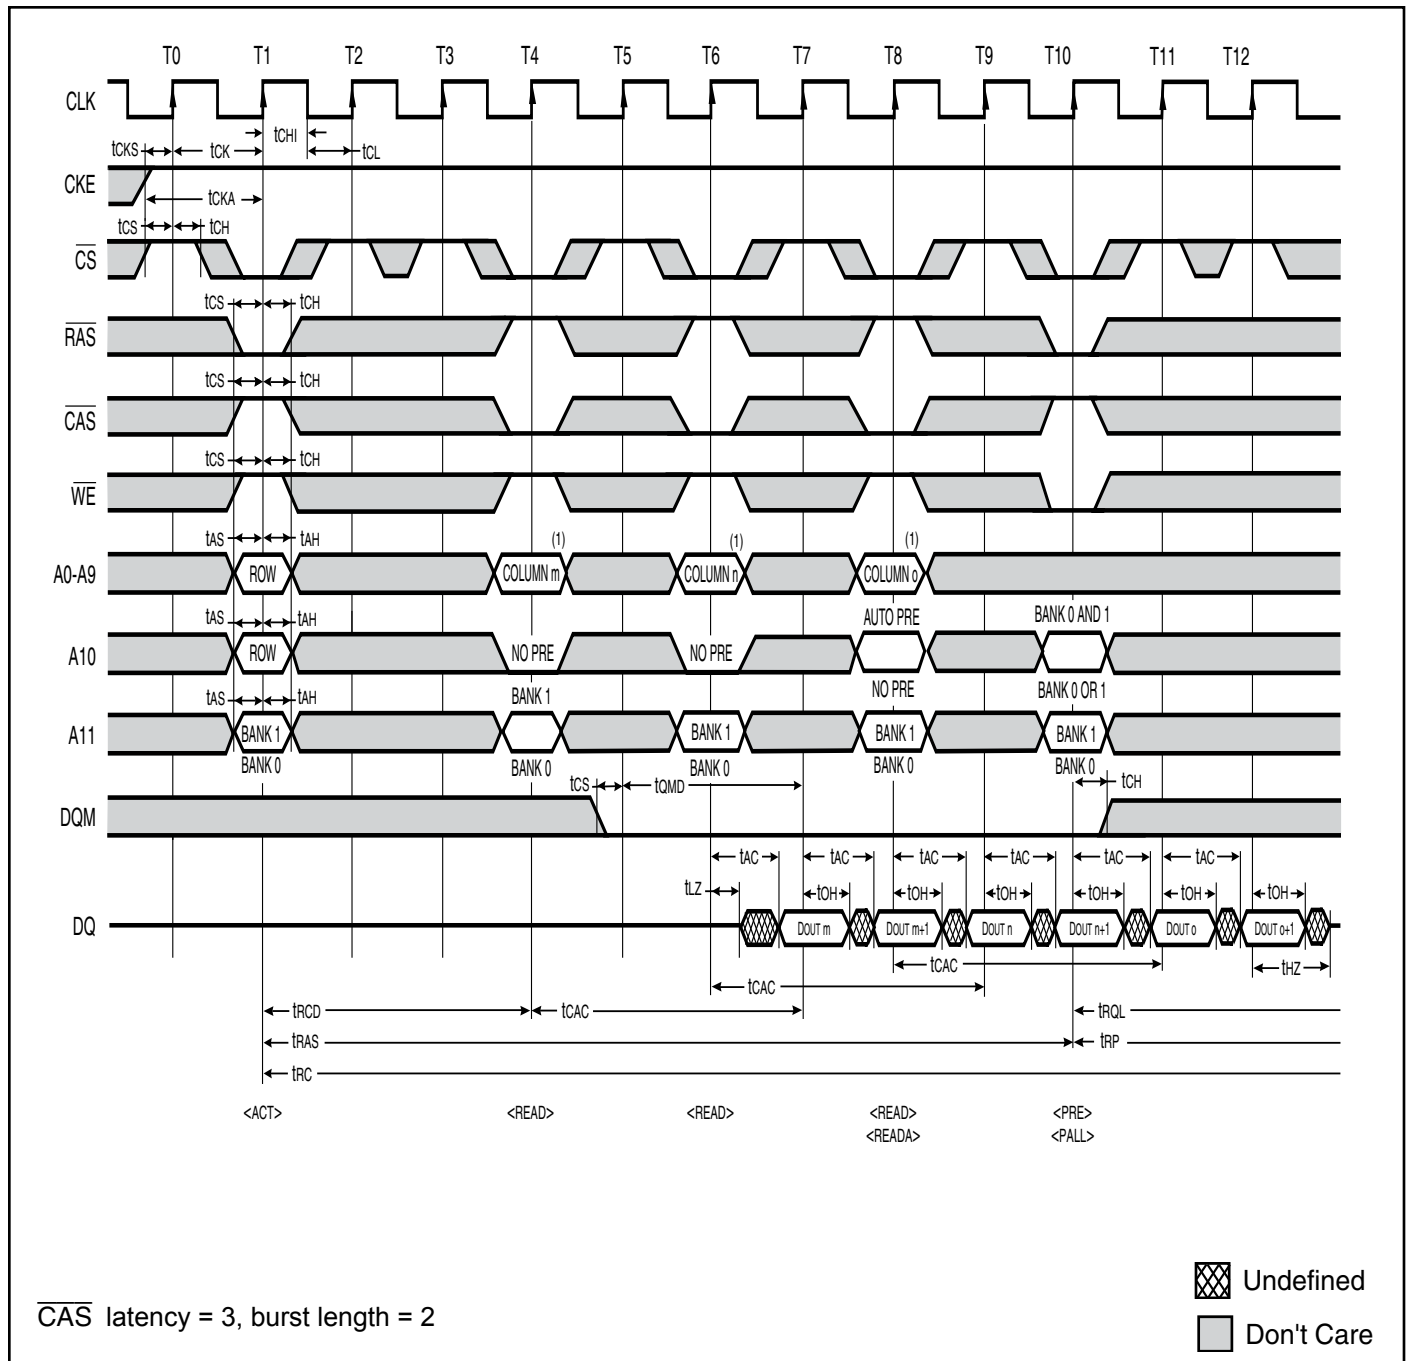 T0 T1 T2 T3 T4 T5 T6 T7 T8 T9 T10 T11 T12
CLK
tCHI
tCKS tCK tCL
CKE
tCKA
tCS tCH
CS
tCS tCH
RAS
tCS tCH
CAS
tCS tCH
WE
tAS tAH (1) (1) (1)
A0-A9 ROW COLUMN m COLUMN n COLUMN o
tAS tAH AUTO PRE BANK 0 AND 1
A10 ROW NO PRE NO PRE
tAS tAH BANK 1 NO PRE BANK 0 OR 1
A11 BANK 1 BANK 1 BANK 1 BANK 1
BANK 0 BANK 0 BANK 0 BANK 0 BANK 0
tCS tQMD tCH
DQM
tAC tAC tAC tAC tAC tAC
tLZ tOH tOH tOH tOH tOH tOH
DQ DOUT m DOUT m+1 DOUT n DOUT n+1 DOUT o DOUT o+1
tCAC tHZ
tCAC
tRCD tCAC tRQL
tRAS tRP
tRC
<ACT> <READ> <READ> <READ> <PRE>
<READA> <PALL>
Undefined
CAS latency = 3, burst length = 2
Don't Care